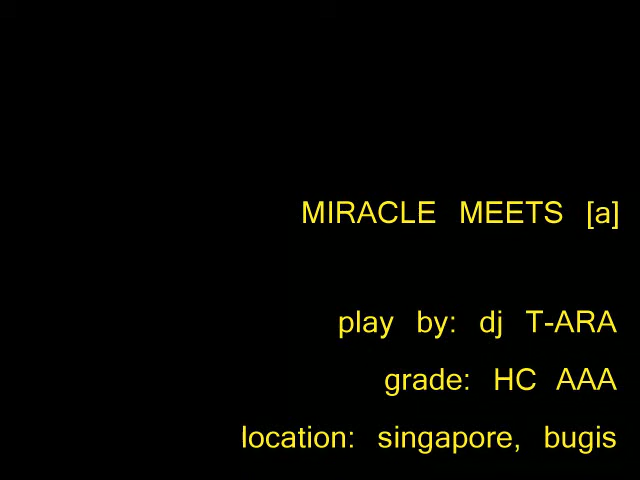 MIRACLE MEETS [a]
play by: dj T-ARA
grade: HC AAA
location: singapore, bugis